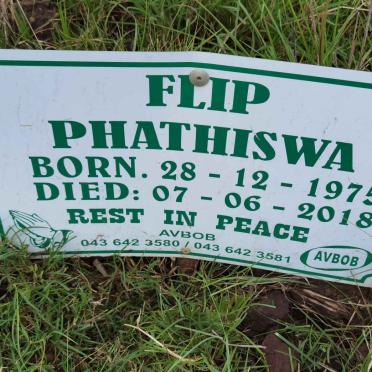 FLIP
PHATHISWA
BORN. 28 - 12 - 1975
DIED: 07 - 06 - 2018
REST IN PEACE
AVBOB
043 642 3580 / 043 642 3581
AVBOB